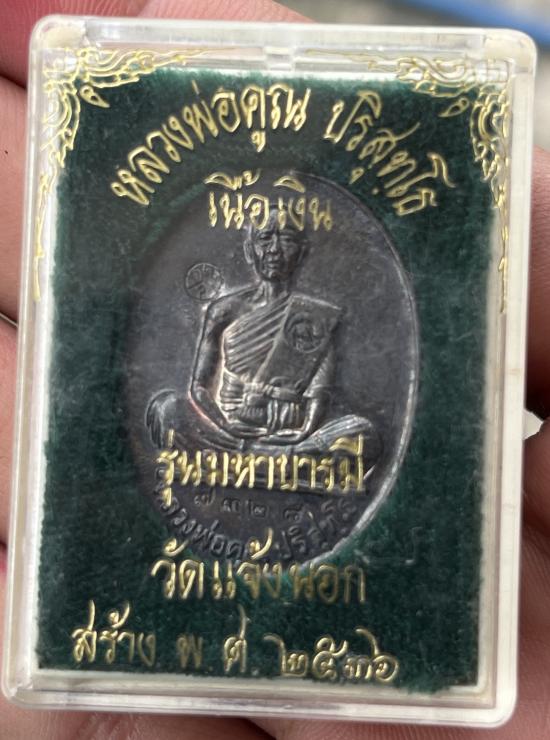 หลวงพ่อคูณ ปริสุทฺโธ
เนื้อเงิน
รุ่นมหาบารมี
วัดแจ้งนอก
สร้าง พ.ศ. ๒๕๓๖